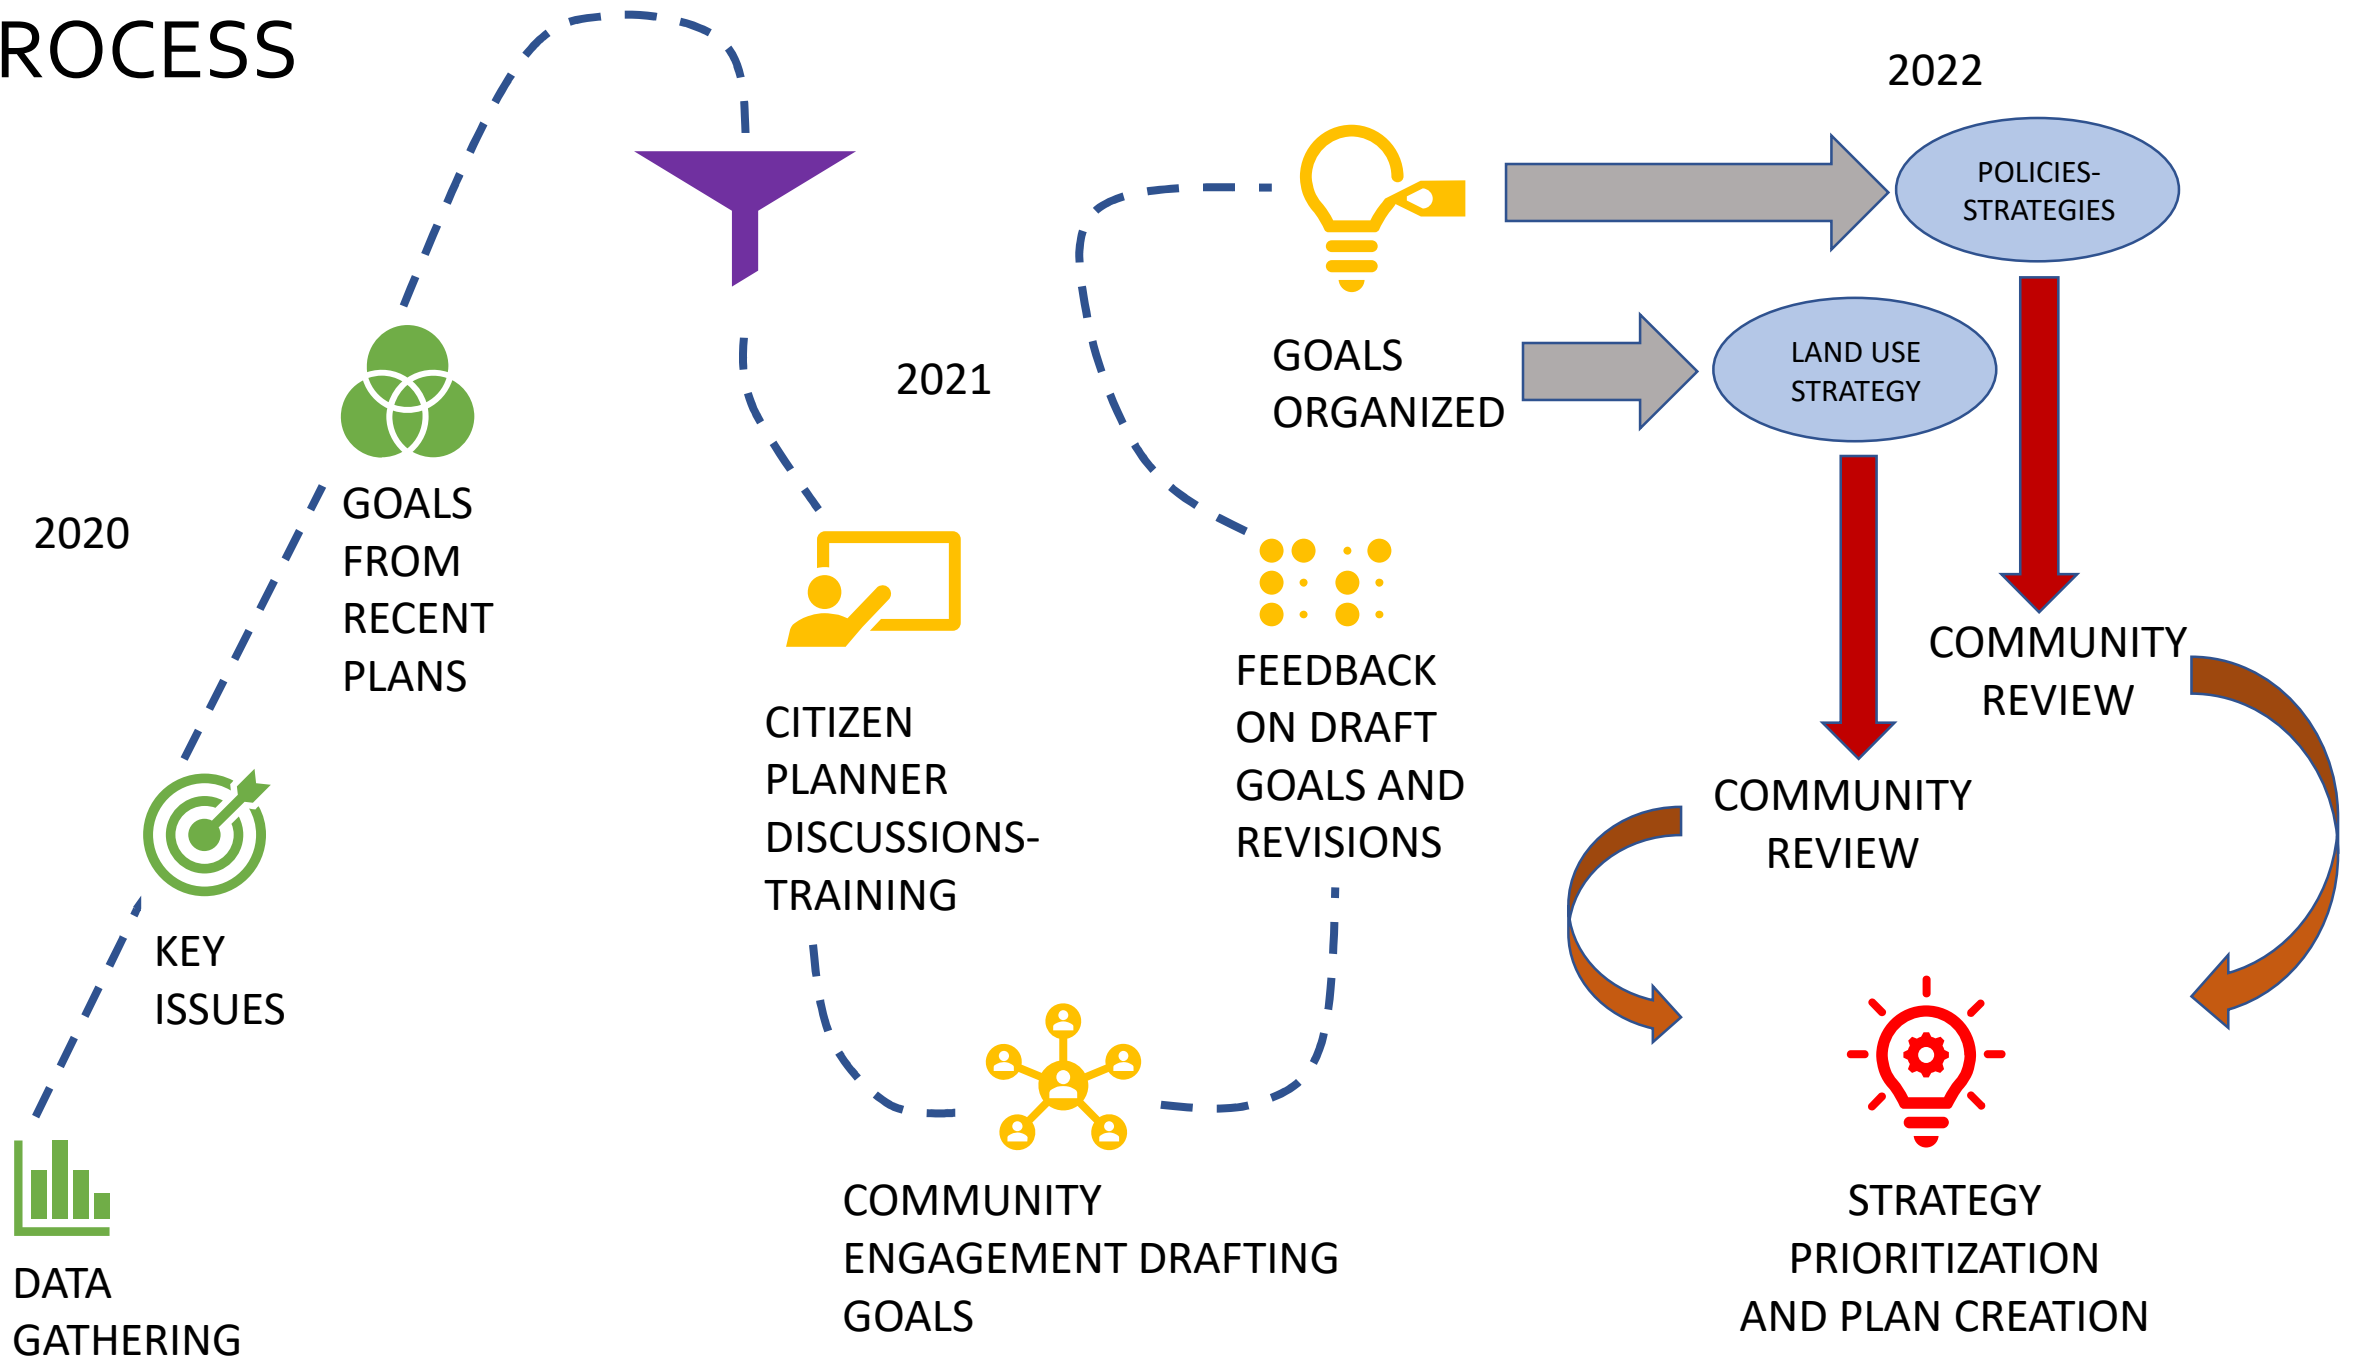 ROCESS
2020
DATA
GATHERING
KEY
ISSUES
GOALS
FROM
RECENT
PLANS
2021
CITIZEN
PLANNER
DISCUSSIONS-
TRAINING
COMMUNITY
ENGAGEMENT DRAFTING
GOALS
FEEDBACK
ON DRAFT
GOALS AND
REVISIONS
GOALS
ORGANIZED
2022
POLICIES-
STRATEGIES
LAND USE
STRATEGY
COMMUNITY
REVIEW
COMMUNITY
REVIEW
STRATEGY
PRIORITIZATION
AND PLAN CREATION